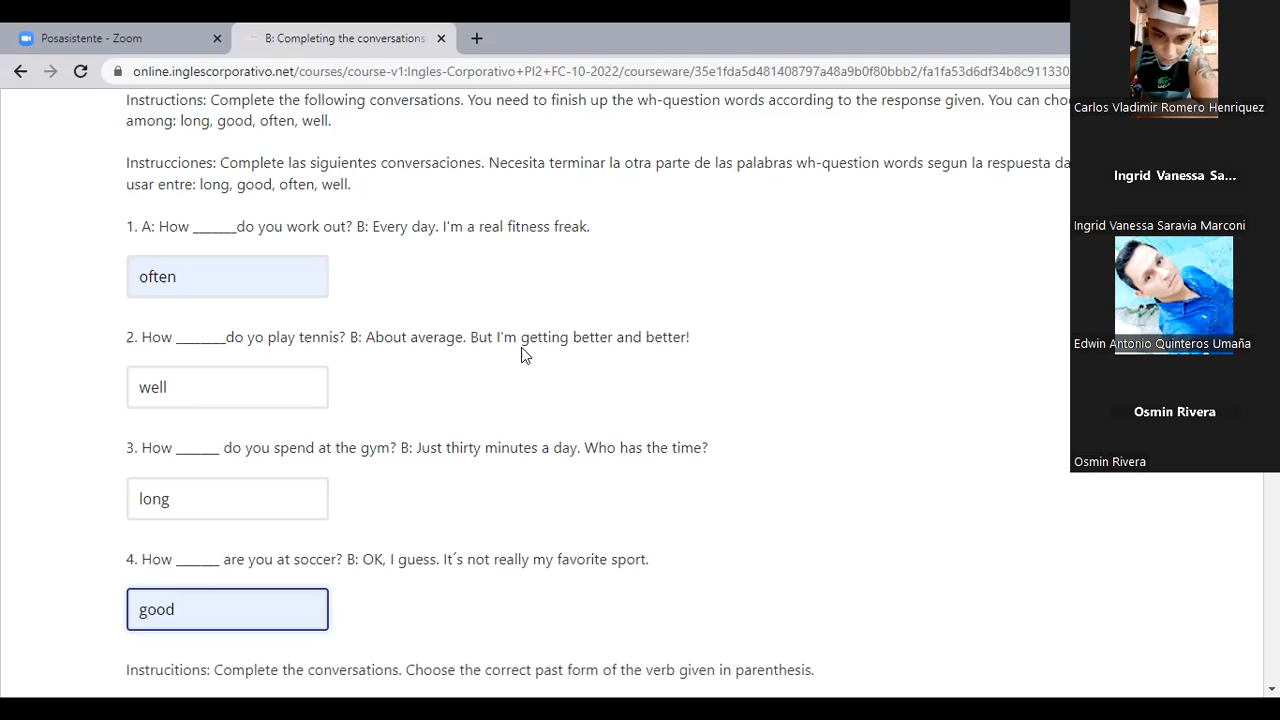 Posasistente - Zoom
B: Completing the conversations
online.inglescorporativo.net/courses/course-v1:Ingles-Corporativo+PI2+FC-10-2022/courseware/35e1fda5d481408797a48a9b0f80bbb2/fa1fa53d6df34b8c911330
Instructions: Complete the following conversations. You need to finish up the wh-question words according to the response given. You can cho
among: long, good, often, well.
Instrucciones: Complete las siguientes conversaciones. Necesita terminar la otra parte de las palabras wh-question words segun la respuesta da
usar entre: long, good, often, well.
1. A: How _______do you work out? B: Every day. I'm a real fitness freak.
often
2. How ________do yo play tennis? B: About average. But I'm getting better and better!
well
3. How _______ do you spend at the gym? B: Just thirty minutes a day. Who has the time?
long
4. How _______ are you at soccer? B: OK, I guess. It´s not really my favorite sport.
good
Instrucitions: Complete the conversations. Choose the correct past form of the verb given in parenthesis.
Carlos Vladimir Romero Henriquez
Ingrid Vanessa Sa...
Ingrid Vanessa Saravia Marconi
Edwin Antonio Quinteros Umaña
Osmin Rivera
Osmin Rivera